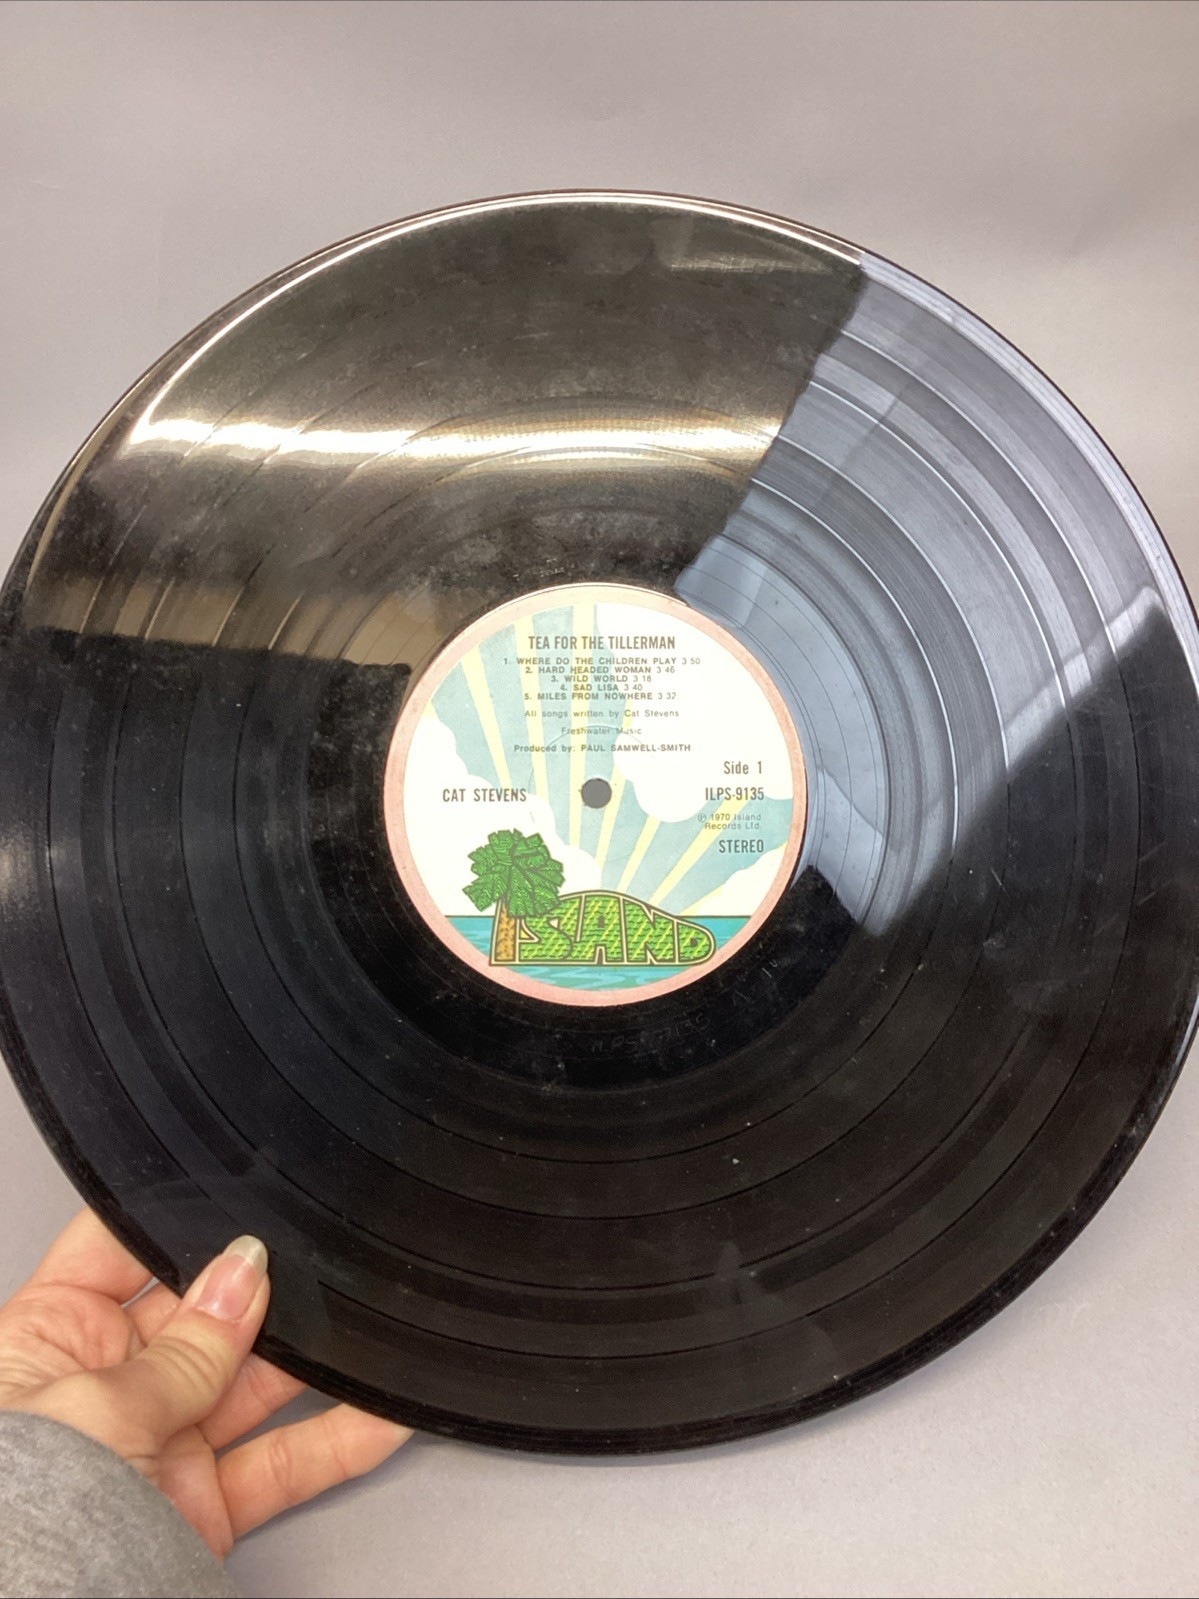 TEA FOR THE TILLERMAN
1. WHERE DO THE CHILDREN PLAY 3 50
2. HARD HEADED WOMAN 3 46
3. WILD WORLD 3 18
4. SAD LISA 3 40
5. MILES FROM NOWHERE 3 32
All songs written by Cat Stevens
Freshwater Music
Produced by: PAUL SAMWELL-SMITH
Side 1
CAT STEVENS
ILPS-9135
℗ 1970 Island
Records Ltd.
STEREO
ISLAND